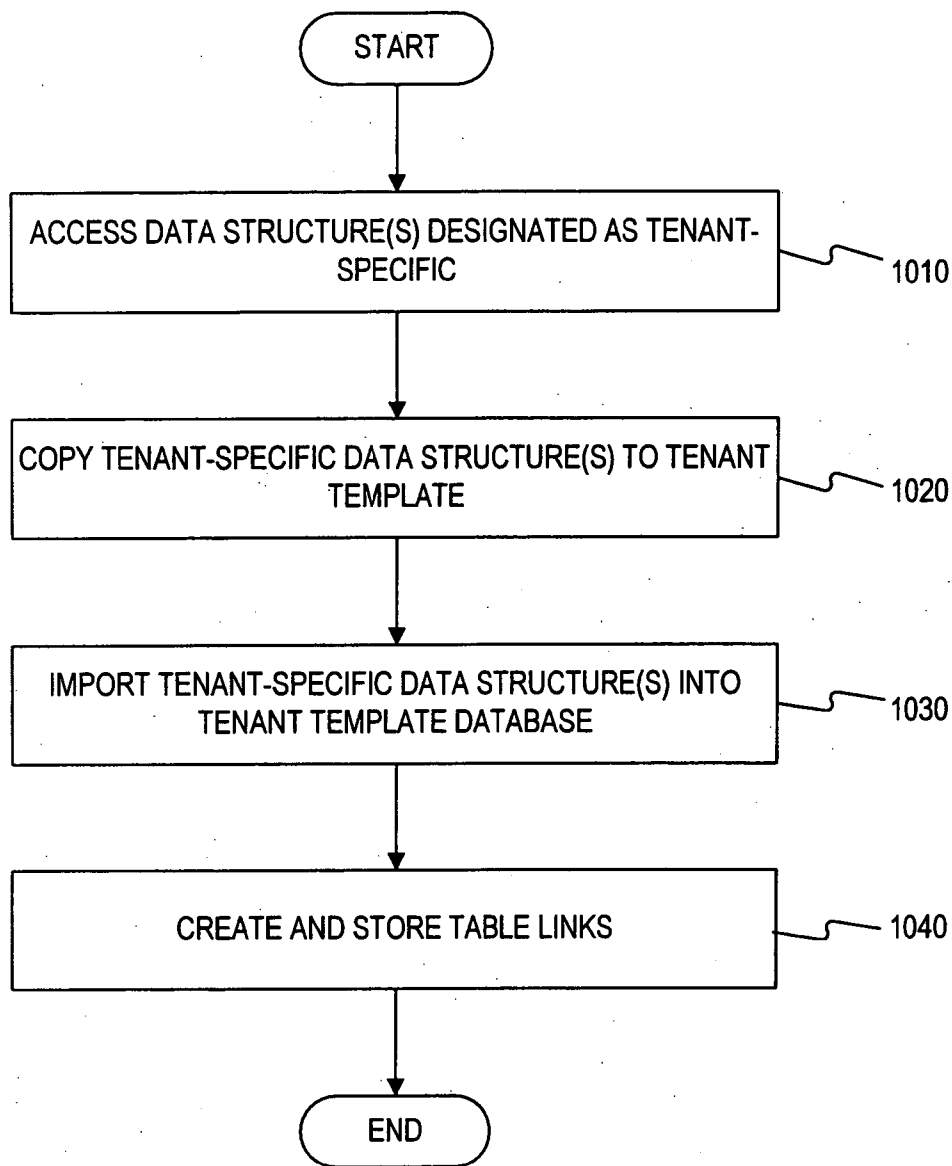 START
ACCESS DATA STRUCTURE(S) DESIGNATED AS TENANT-
SPECIFIC
1010
COPY TENANT-SPECIFIC DATA STRUCTURE(S) TO TENANT
TEMPLATE
1020
IMPORT TENANT-SPECIFIC DATA STRUCTURE(S) INTO
TENANT TEMPLATE DATABASE
1030
CREATE AND STORE TABLE LINKS
1040
END